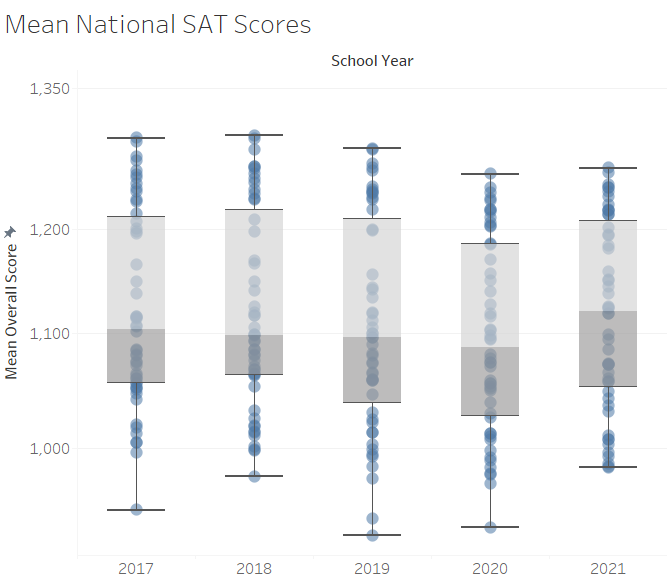 Mean National SAT Scores
School Year
1,350
1,200
1,100
1,000
Mean Overall Score
2017 2018 2019 2020 2021